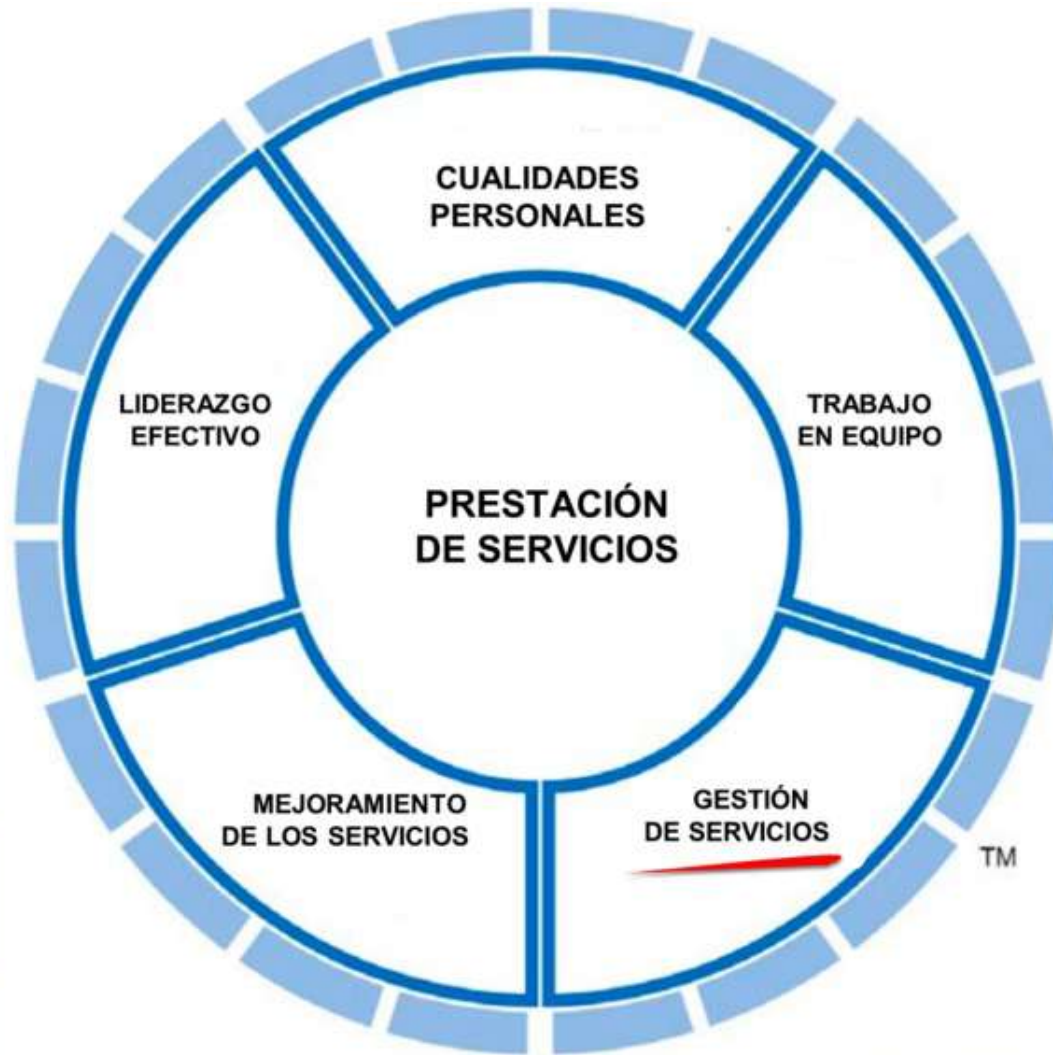 CUALIDADES
PERSONALES
LIDERAZGO
EFECTIVO
TRABAJO
EN EQUIPO
PRESTACIÓN
DE SERVICIOS
MEJORAMIENTO
DE LOS SERVICIOS
GESTIÓN
DE SERVICIOS
TM